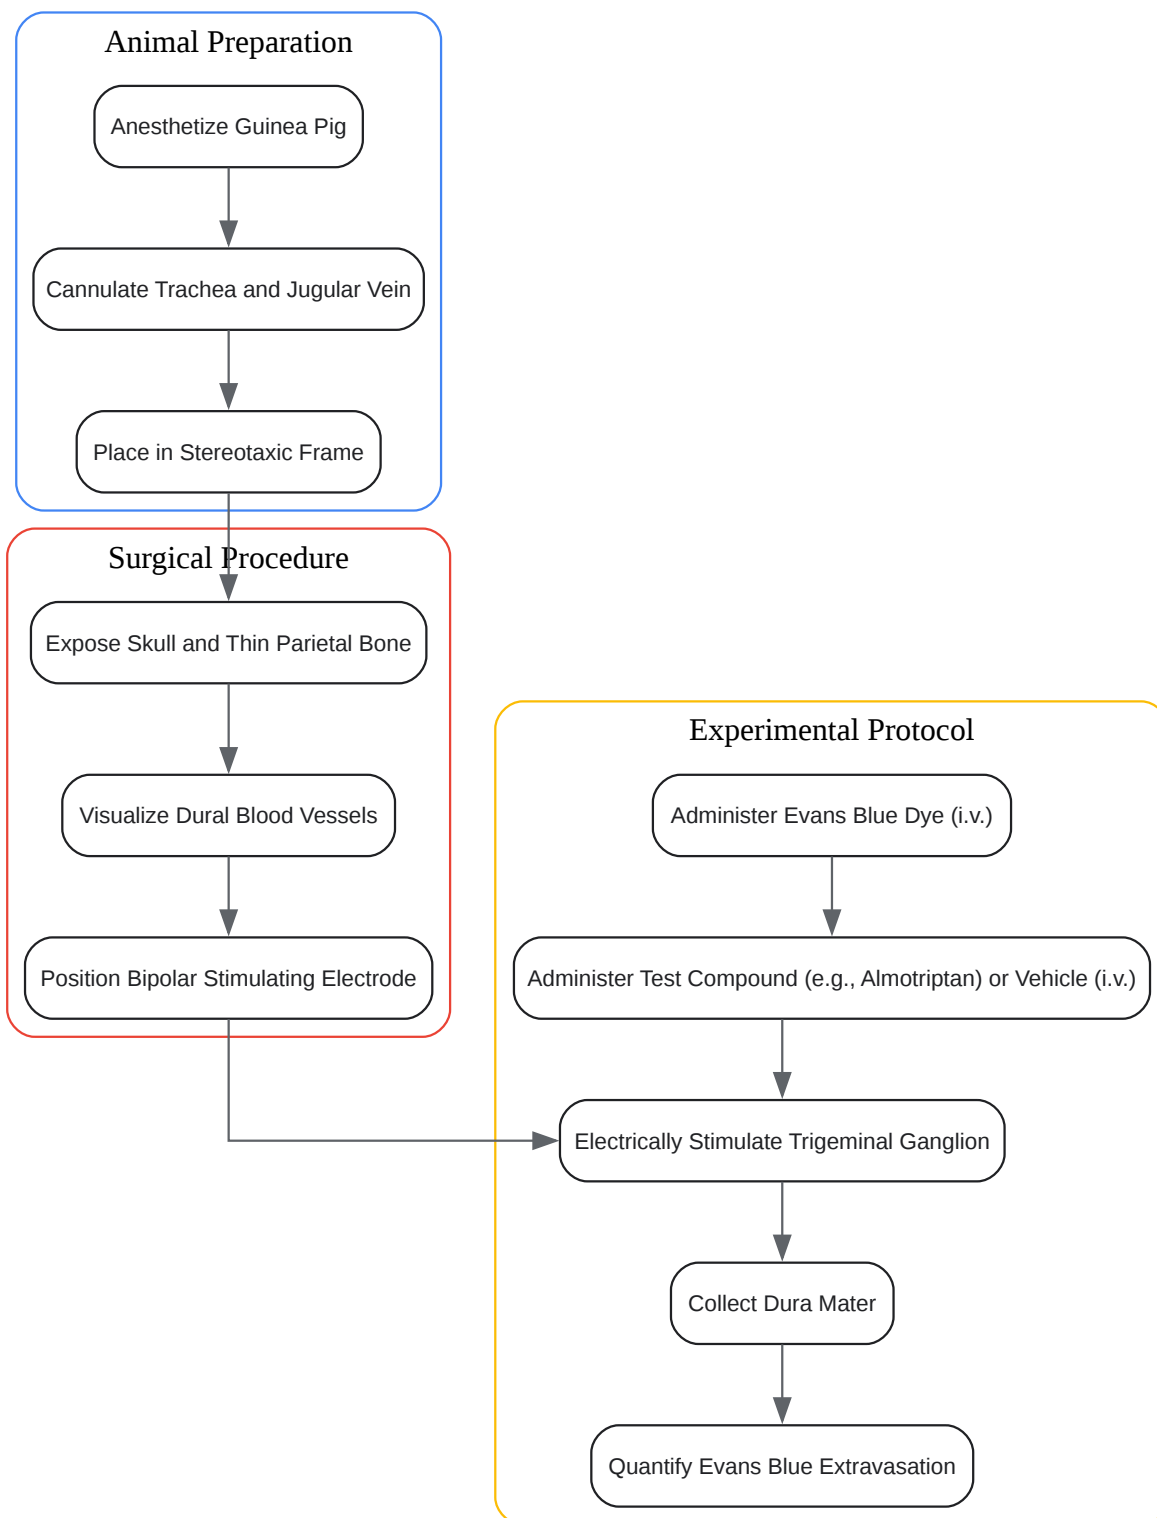 Animal Preparation
Anesthetize Guinea Pig
Cannulate Trachea and Jugular Vein
Place in Stereotaxic Frame
Surgical Procedure
Expose Skull and Thin Parietal Bone
Visualize Dural Blood Vessels
Position Bipolar Stimulating Electrode
Experimental Protocol
Administer Evans Blue Dye (i.v.)
Administer Test Compound (e.g., Almotriptan) or Vehicle (i.v.)
Electrically Stimulate Trigeminal Ganglion
Collect Dura Mater
Quantify Evans Blue Extravasation